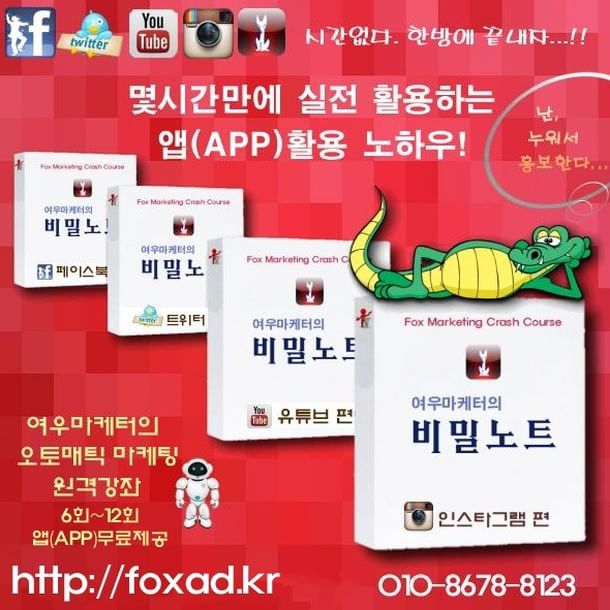 f
twitter
You
Tube
시간없다. 한방에 끝내자...!!
몇시간만에 실전 활용하는
앱(APP)활용 노하우!
난,
누워서
홍보한다...
Fox Marketing Crash Course
여우마케터의
비밀노트
f 페이스북
Fox Marketing Crash Course
여우마케터의
비밀노트
twitter 트위터
Fox Marketing Crash Co
여우마케터의
비밀노트
You
Tube 유튜브 편
Fox Marketing Crash Course
여우마케터의
비밀노트
인스타그램 편
여우마케터의
오토매틱 마케팅
원격강좌
6회~12회
앱(APP)무료제공
http://foxad.kr
010-8678-8123